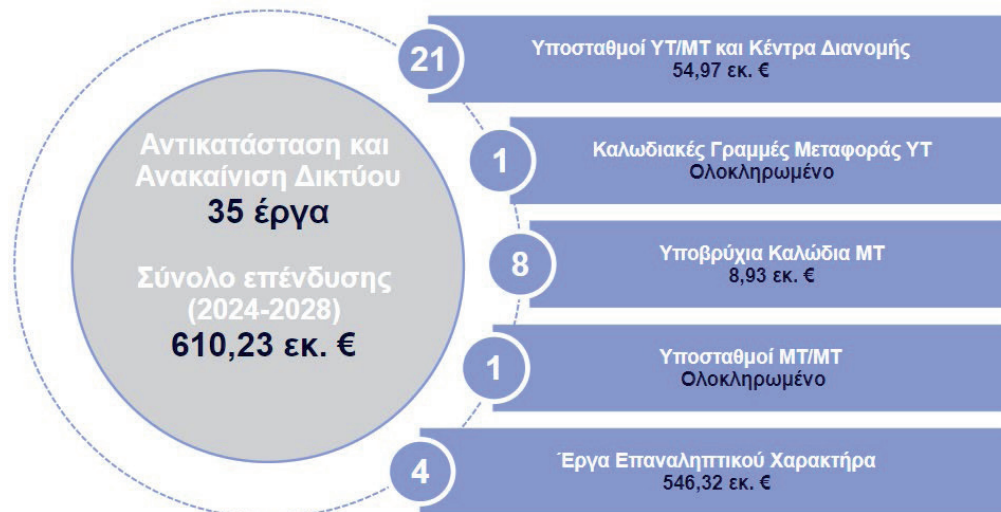 Αντικατάσταση και
Ανακαίνιση Δικτύου
35 έργα
Σύνολο επένδυσης
(2024-2028)
610,23 εκ. €
21
Υποσταθμοί ΥΤ/ΜΤ και Κέντρα Διανομής
54,97 εκ. €
1
Καλωδιακές Γραμμές Μεταφοράς ΥΤ
Ολοκληρωμένο
8
Υποβρύχια Καλώδια ΜΤ
8,93 εκ. €
1
Υποσταθμοί ΜΤ/ΜΤ
Ολοκληρωμένο
4
Έργα Επαναληπτικού Χαρακτήρα
546,32 εκ. €